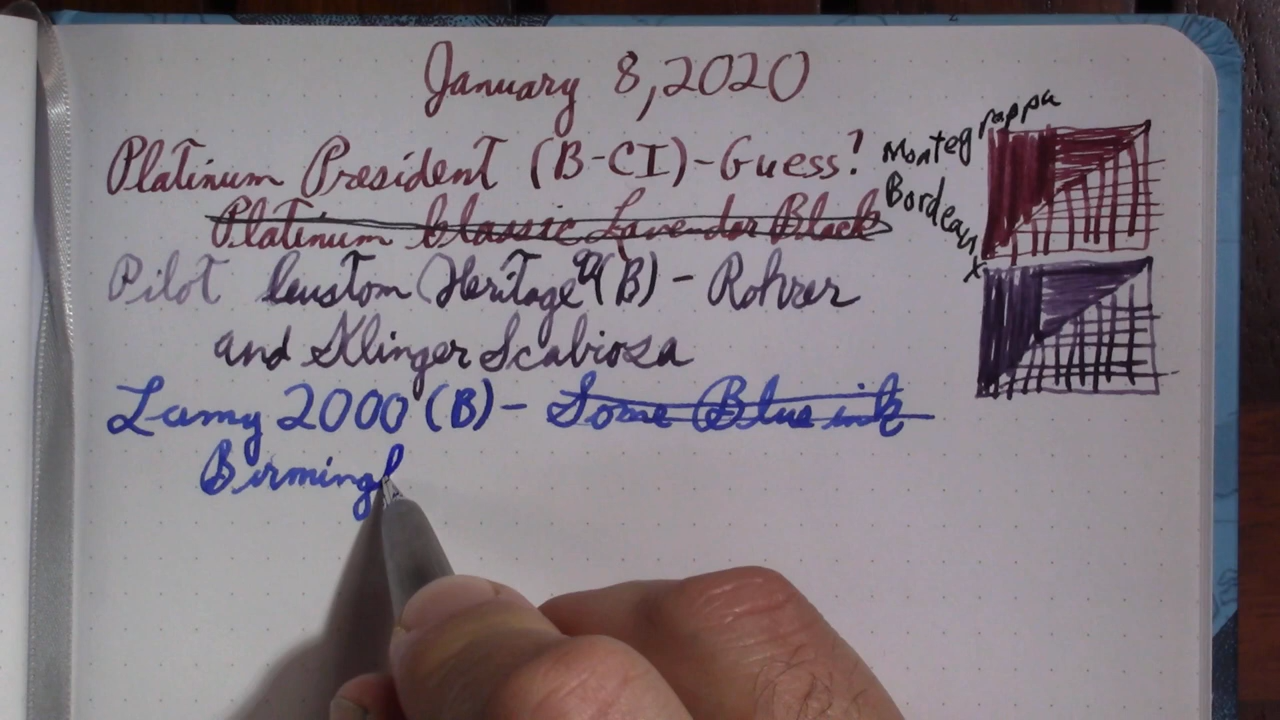 January 8, 2020
Platinum President (B-CI)-Guess?
Montegrappa
Bordeaux
Platinum Classic Lavender Black
Pilot Custom Heritage 91 (B) - Rohrer
and Klinger Scabiosa
Lamy 2000 (B) - Some Blue ink
Birmingh